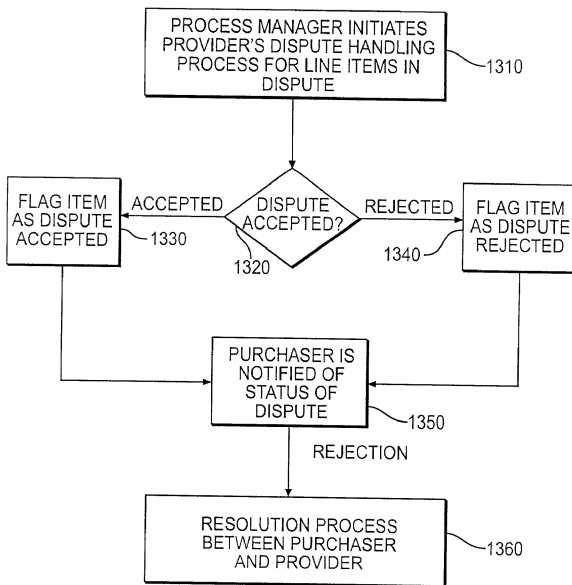 PROCESS MANAGER INITIATES
PROVIDER'S DISPUTE HANDLING
PROCESS FOR LINE ITEMS IN
DISPUTE
1310
DISPUTE
ACCEPTED?
1320
ACCEPTED
REJECTED
FLAG ITEM
AS DISPUTE
ACCEPTED
1330
FLAG ITEM
AS DISPUTE
REJECTED
1340
PURCHASER IS
NOTIFIED OF
STATUS OF
DISPUTE
1350
REJECTION
RESOLUTION PROCESS
BETWEEN PURCHASER
AND PROVIDER
1360